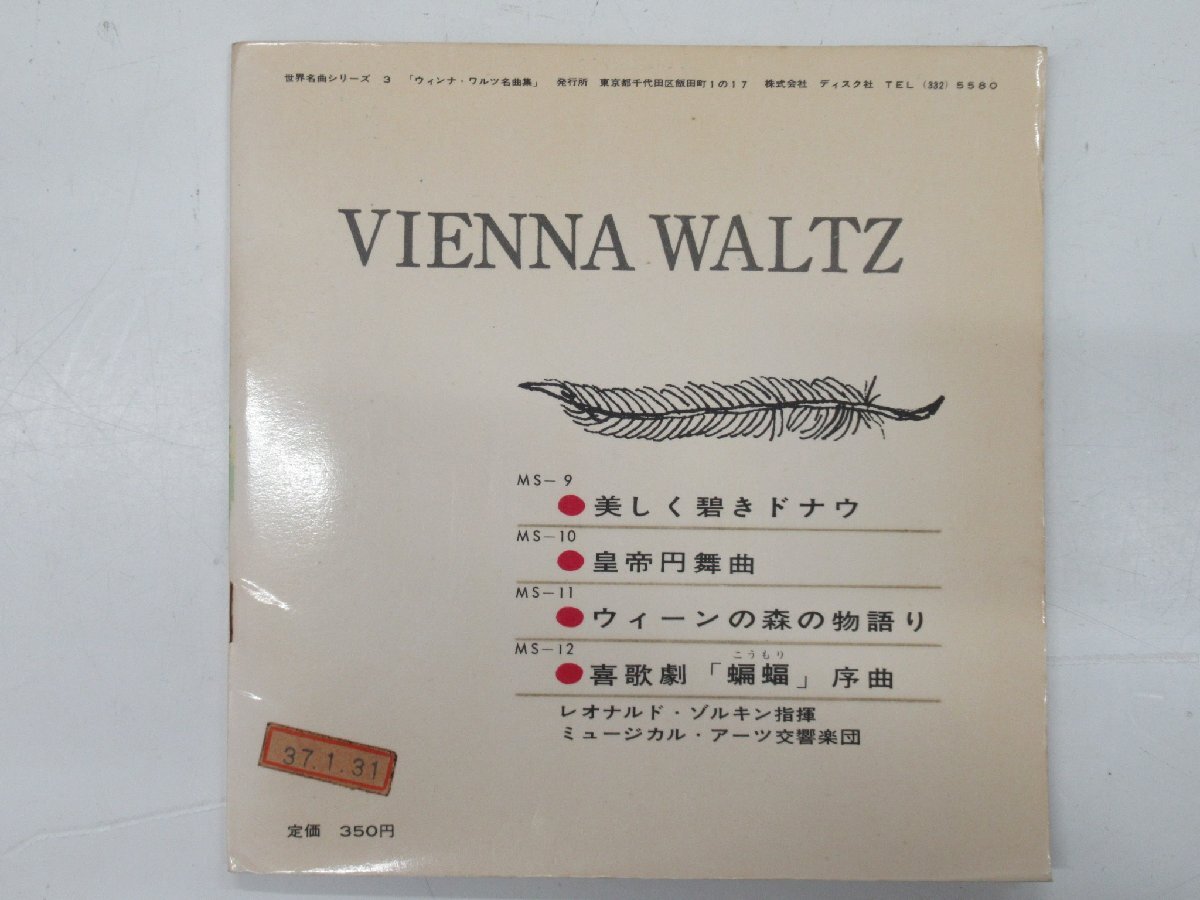 世界名曲シリーズ 3 「ウィンナ・ワルツ名曲集」 発行所 東京都千代田区飯田町1の17 株式会社 ディスク社 TEL (332) 5580
VIENNA WALTZ
MS-9
美しく碧きドナウ
MS-10
皇帝円舞曲
MS-11
ウィーンの森の物語り
MS-12
こうもり
喜歌劇「蝙蝠」序曲
レオナルド・ゾルキン指揮
ミュージカル・アーツ交響楽団
37.1.31
定価 350円